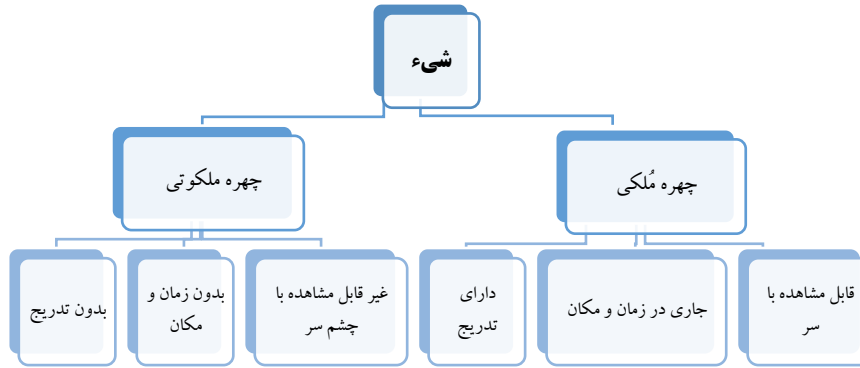 شیء
چهره مُلکی
چهره ملکوتی
قابل مشاهده با
سر
جاری در زمان و مکان
دارای
تدریج
غیر قابل مشاهده با
چشم سر
بدون زمان و
مکان
بدون تدریج